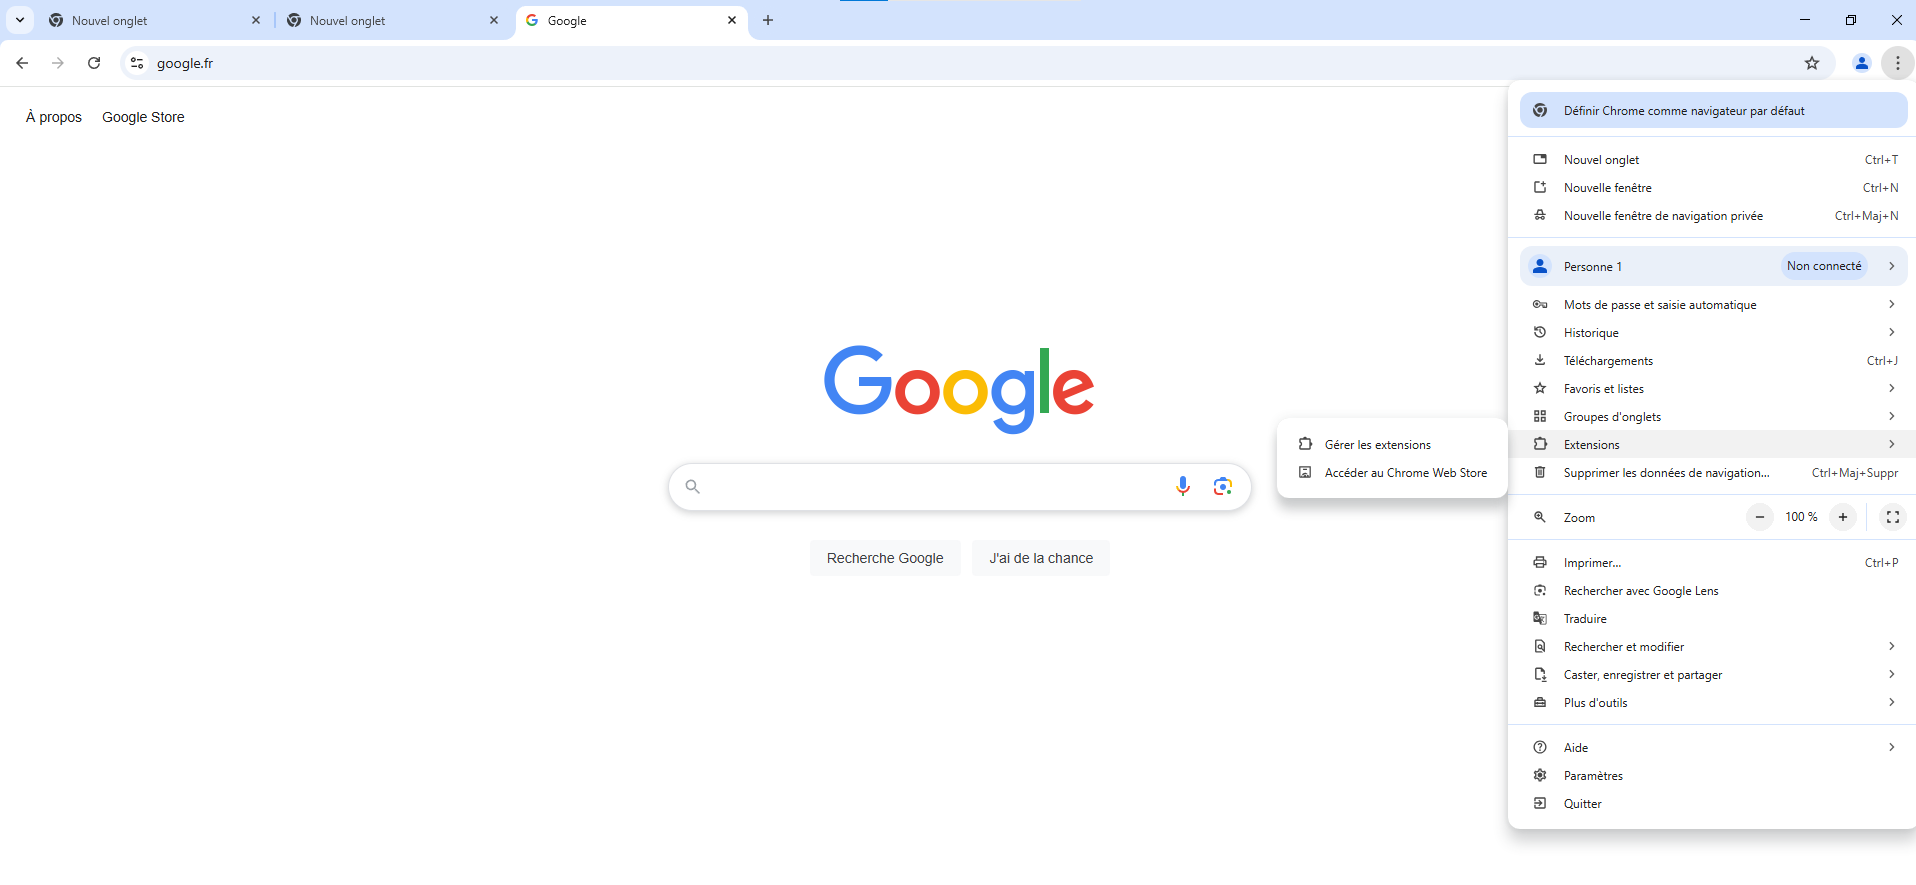 Nouvel onglet
Nouvel onglet
Google
google.fr
À propos
Google Store
Google
Recherche Google
J'ai de la chance
Gérer les extensions
Accéder au Chrome Web Store
Définir Chrome comme navigateur par défaut
Nouvel onglet Ctrl+T
Nouvelle fenêtre Ctrl+N
Nouvelle fenêtre de navigation privée Ctrl+Maj+N
Personne 1 Non connecté
Mots de passe et saisie automatique
Historique
Téléchargements Ctrl+J
Favoris et listes
Groupes d'onglets
Extensions
Supprimer les données de navigation... Ctrl+Maj+Suppr
Zoom − 100 % +
Imprimer... Ctrl+P
Rechercher avec Google Lens
Traduire
Rechercher et modifier
Caster, enregistrer et partager
Plus d'outils
Aide
Paramètres
Quitter